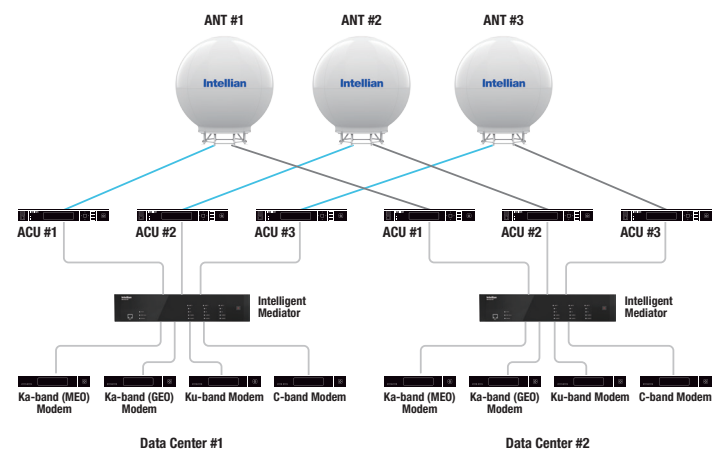 ANT #1 ANT #2 ANT #3
Intellian Intellian Intellian
ACU #1 ACU #2 ACU #3 ACU #1 ACU #2 ACU #3
Intelligent
Mediator
Intelligent
Mediator
Ka-band (MEO)
Modem
Ka-band (GEO)
Modem
Ku-band Modem
C-band Modem
Ka-band (MEO)
Modem
Ka-band (GEO)
Modem
Ku-band Modem
C-band Modem
Data Center #1
Data Center #2